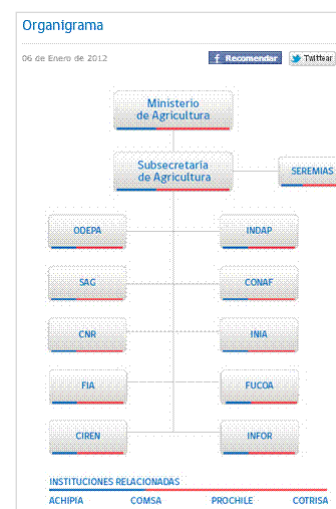 Organigrama
06 de Enero de 2012
Recomendar
Twittear
Ministerio
de Agricultura
Subsecretaría
de Agricultura
SEREMIAS
ODEPA
INDAP
SAG
CONAF
CNR
INIA
FIA
FUCOA
CIREN
INFOR
INSTITUCIONES RELACIONADAS
ACHIPIA COMSA PROCHILE COTRISA